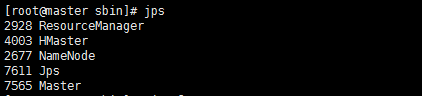 [root@master sbin]# jps
2928 ResourceManager
4003 HMaster
2677 NameNode
7611 Jps
7565 Master